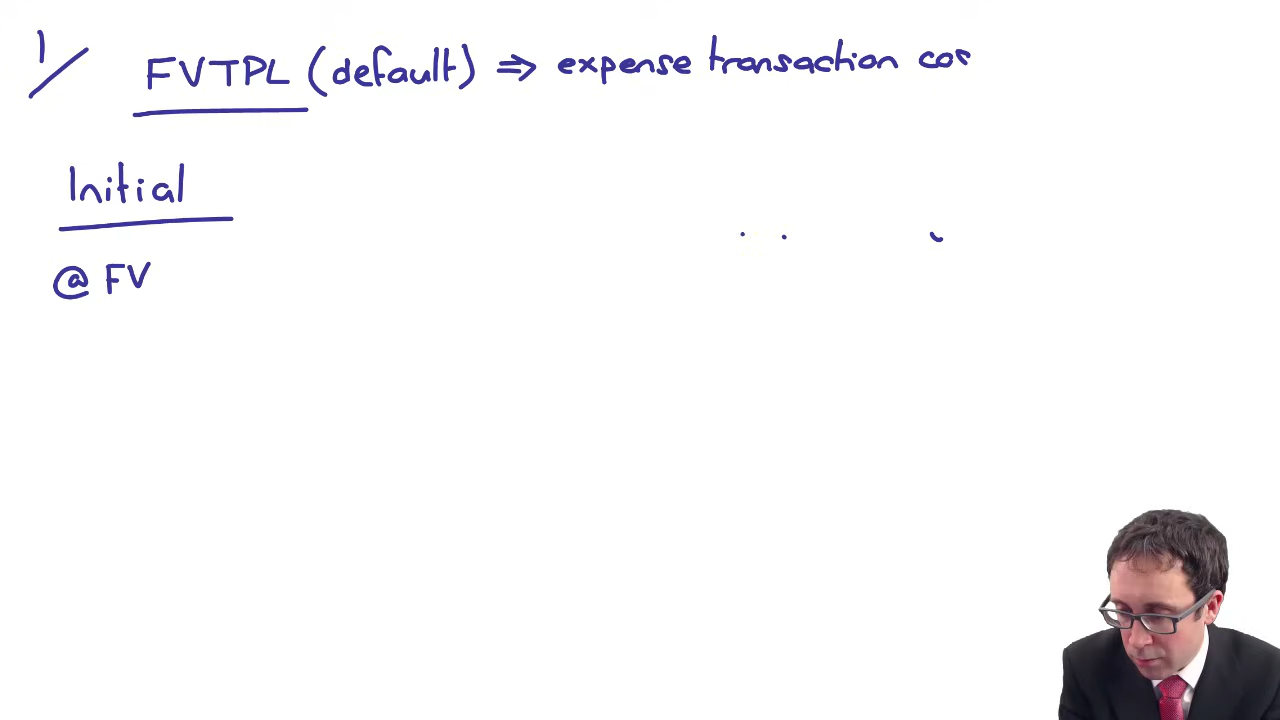 1/ FVTPL (default) ⇒ expense transaction cos
Initial
@ FV